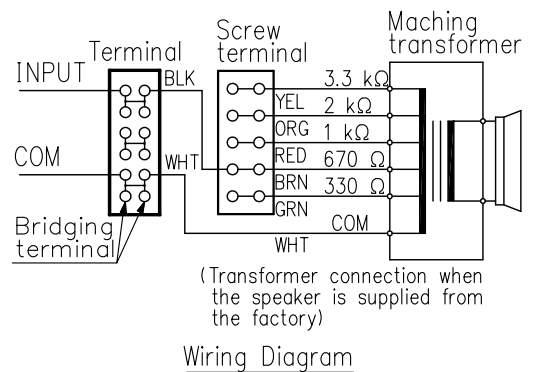 Maching
transformer
Screw
terminal
Terminal
INPUT
BLK
3.3 kΩ
YEL
2 kΩ
ORG
1 kΩ
COM
WHT
RED
670 Ω
BRN
330 Ω
GRN
COM
WHT
Bridging
terminal
(Transformer connection when
the speaker is supplied from
the factory)
Wiring Diagram